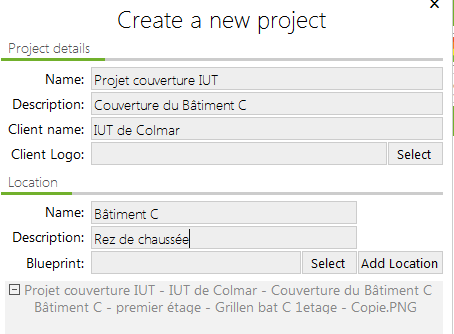 Create a new project
Project details
Name: Projet couverture IUT
Description: Couverture du Bâtiment C
Client name: IUT de Colmar
Client Logo: Select
Location
Name: Bâtiment C
Description: Rez de chaussée
Blueprint: Select Add Location
Projet couverture IUT - IUT de Colmar - Couverture du Bâtiment C
Bâtiment C - premier étage - Grillen bat C 1etage - Copie.PNG